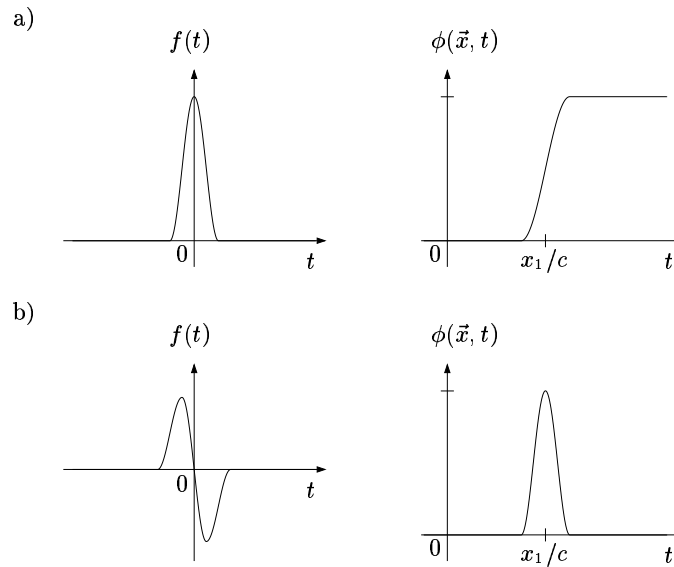 a)
f(t)
ϕ(x⃗, t)
0
t
0
x₁/c
t
b)
f(t)
ϕ(x⃗, t)
0
t
0
x₁/c
t